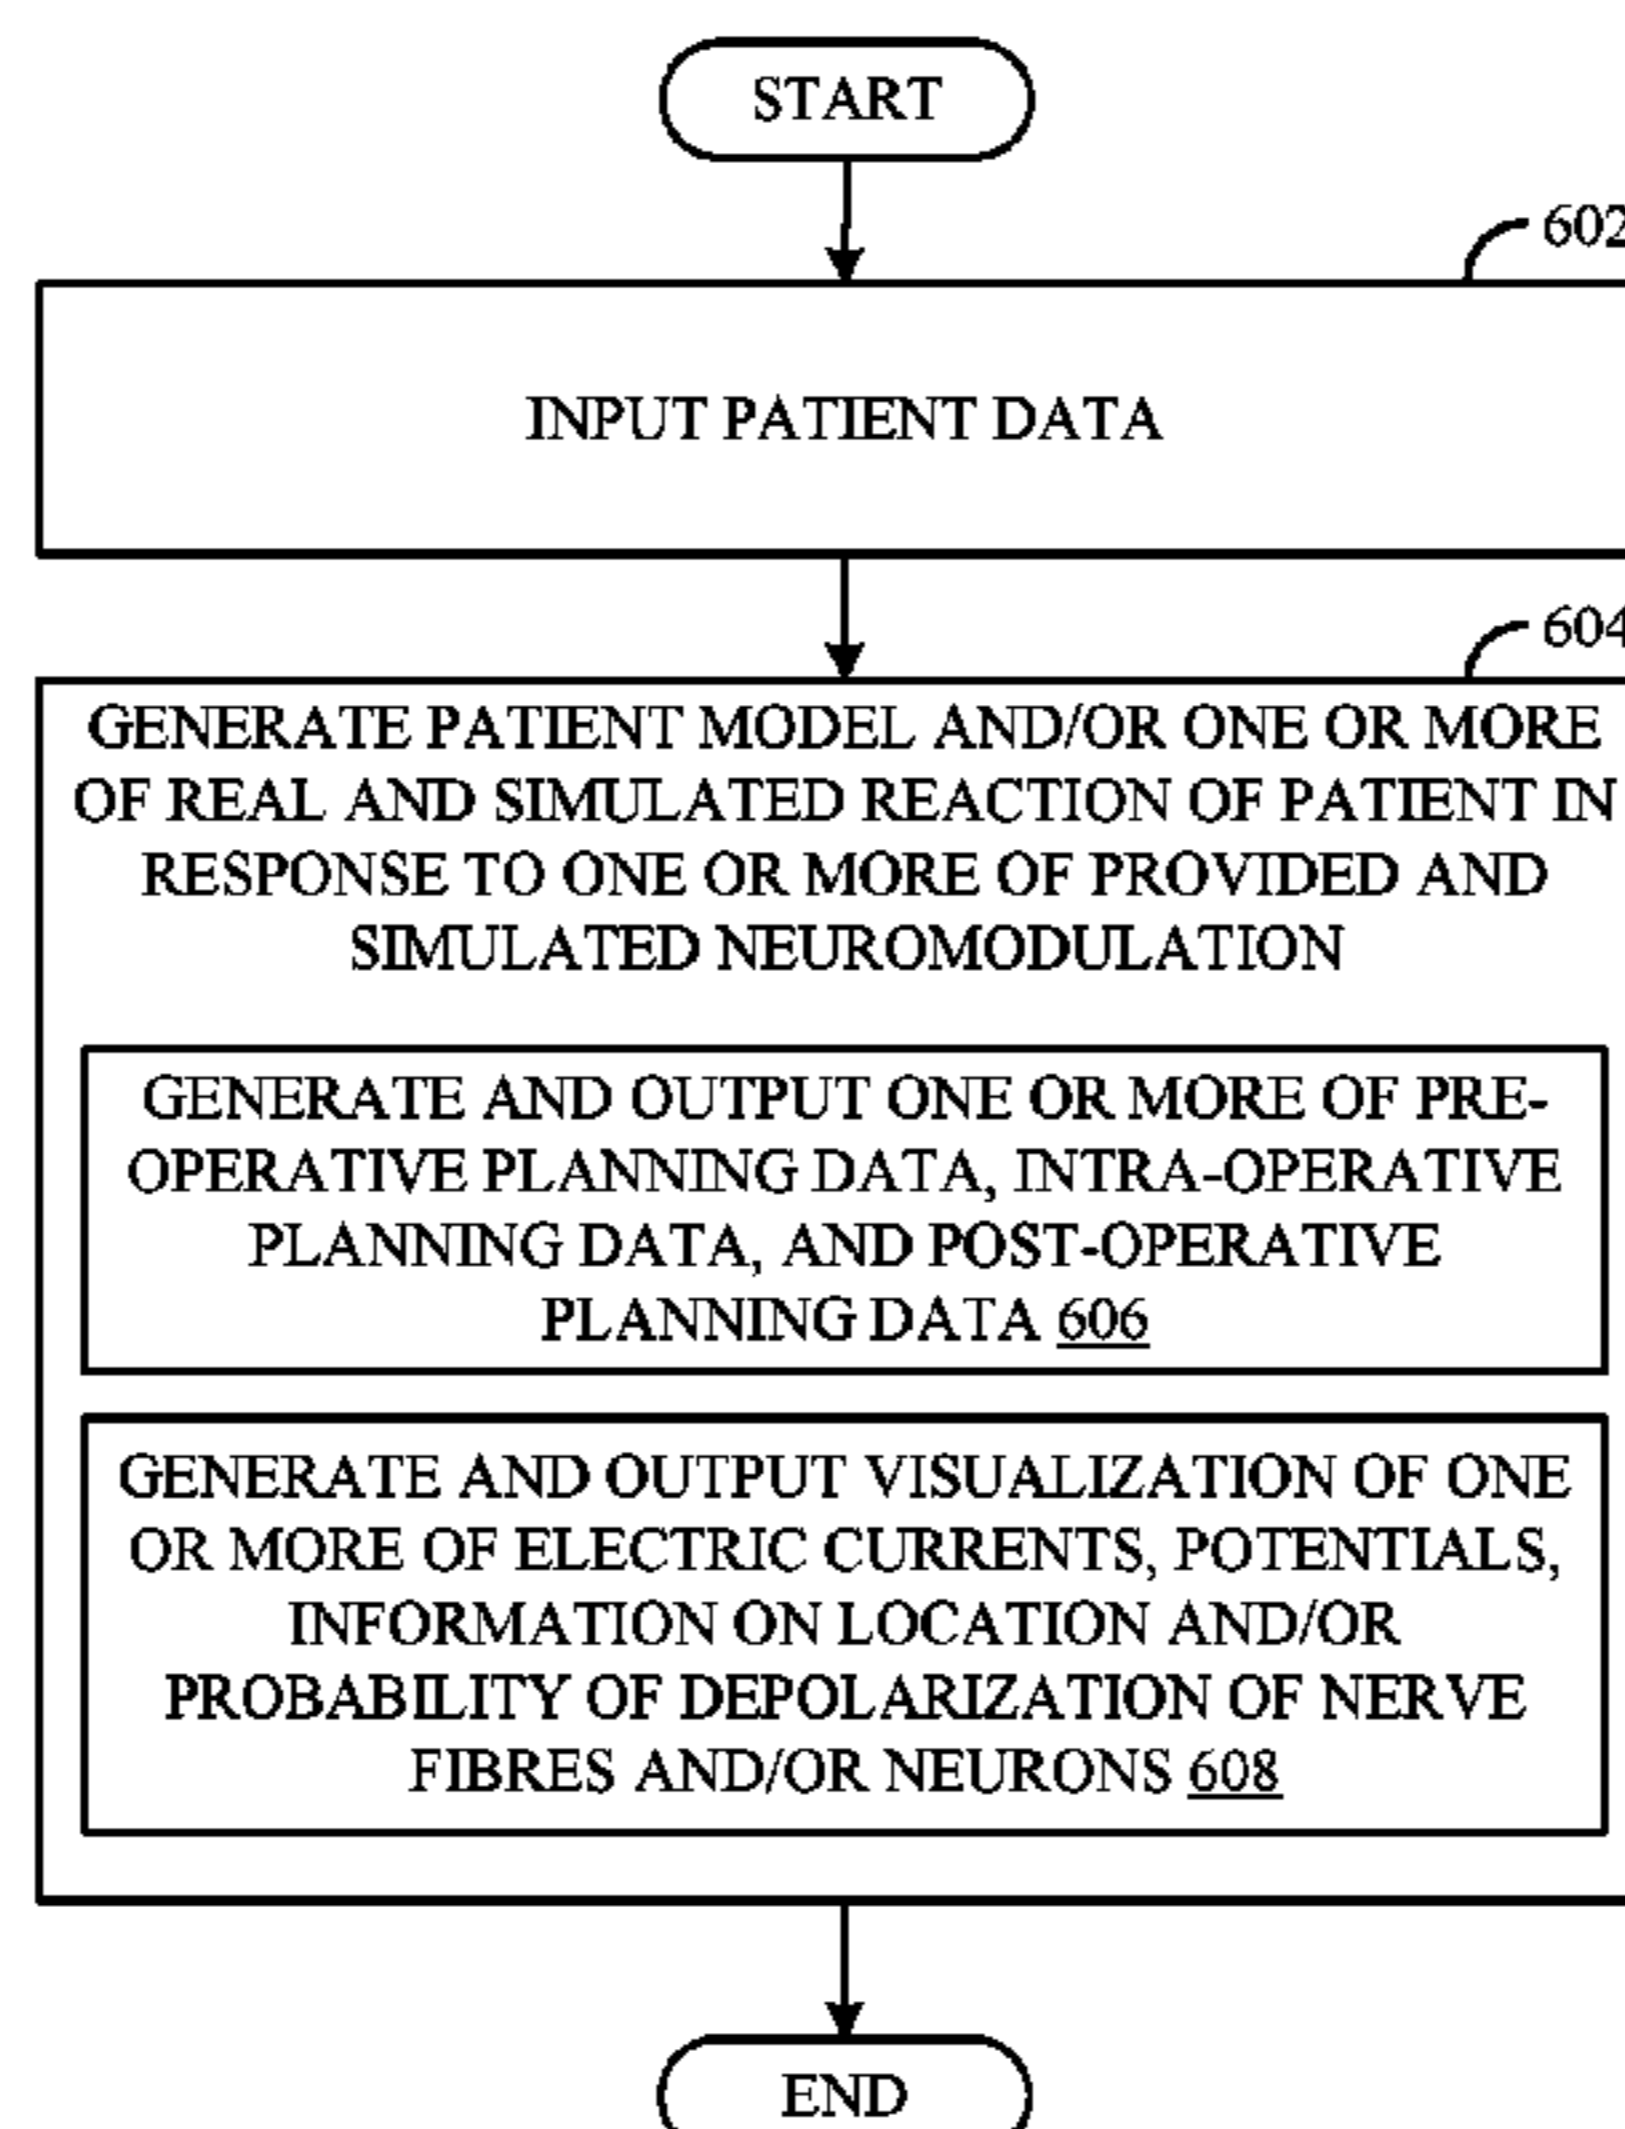 START
602
INPUT PATIENT DATA
604
GENERATE PATIENT MODEL AND/OR ONE OR MORE
OF REAL AND SIMULATED REACTION OF PATIENT IN
RESPONSE TO ONE OR MORE OF PROVIDED AND
SIMULATED NEUROMODULATION
GENERATE AND OUTPUT ONE OR MORE OF PRE-
OPERATIVE PLANNING DATA, INTRA-OPERATIVE
PLANNING DATA, AND POST-OPERATIVE
PLANNING DATA 606
GENERATE AND OUTPUT VISUALIZATION OF ONE
OR MORE OF ELECTRIC CURRENTS, POTENTIALS,
INFORMATION ON LOCATION AND/OR
PROBABILITY OF DEPOLARIZATION OF NERVE
FIBRES AND/OR NEURONS 608
END